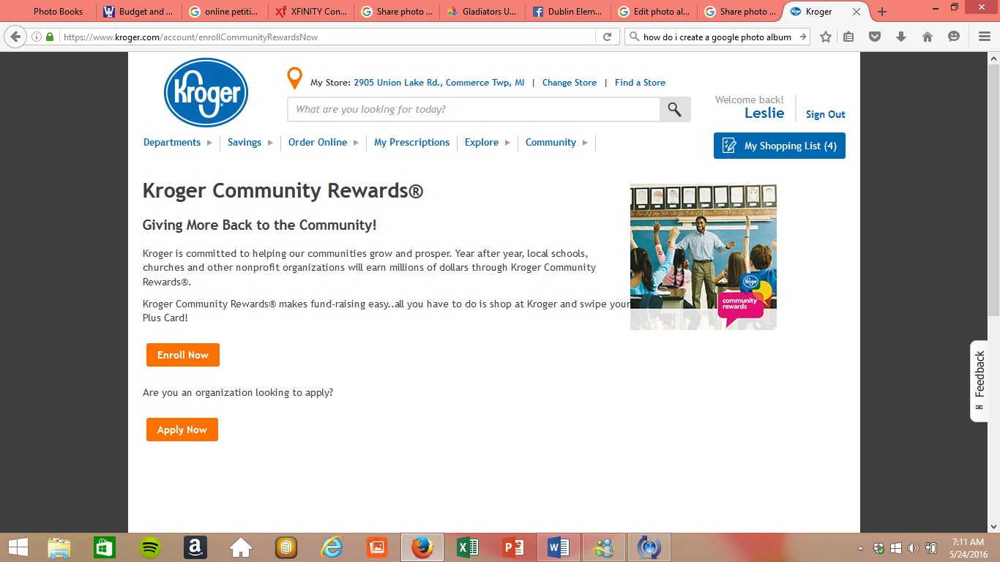 Photo Books
Budget and ...
online petiti...
XFINITY Con...
Share photo ...
Gladiators U...
Dublin Elem...
Edit photo al...
Share photo ...
Kroger
https://www.kroger.com/account/enrollCommunityRewardsNow
how do i create a google photo album
Kroger
My Store: 2905 Union Lake Rd., Commerce Twp, MI | Change Store | Find a Store
What are you looking for today?
Welcome back!
Leslie
Sign Out
Departments
Savings
Order Online
My Prescriptions
Explore
Community
My Shopping List (4)
Kroger Community Rewards®
Giving More Back to the Community!
Kroger is committed to helping our communities grow and prosper. Year after year, local schools,
churches and other nonprofit organizations will earn millions of dollars through Kroger Community
Rewards®.
Kroger Community Rewards® makes fund-raising easy..all you have to do is shop at Kroger and swipe your
Plus Card!
Kroger
community
rewards
Enroll Now
Are you an organization looking to apply?
Apply Now
Feedback
7:11 AM
5/24/2016